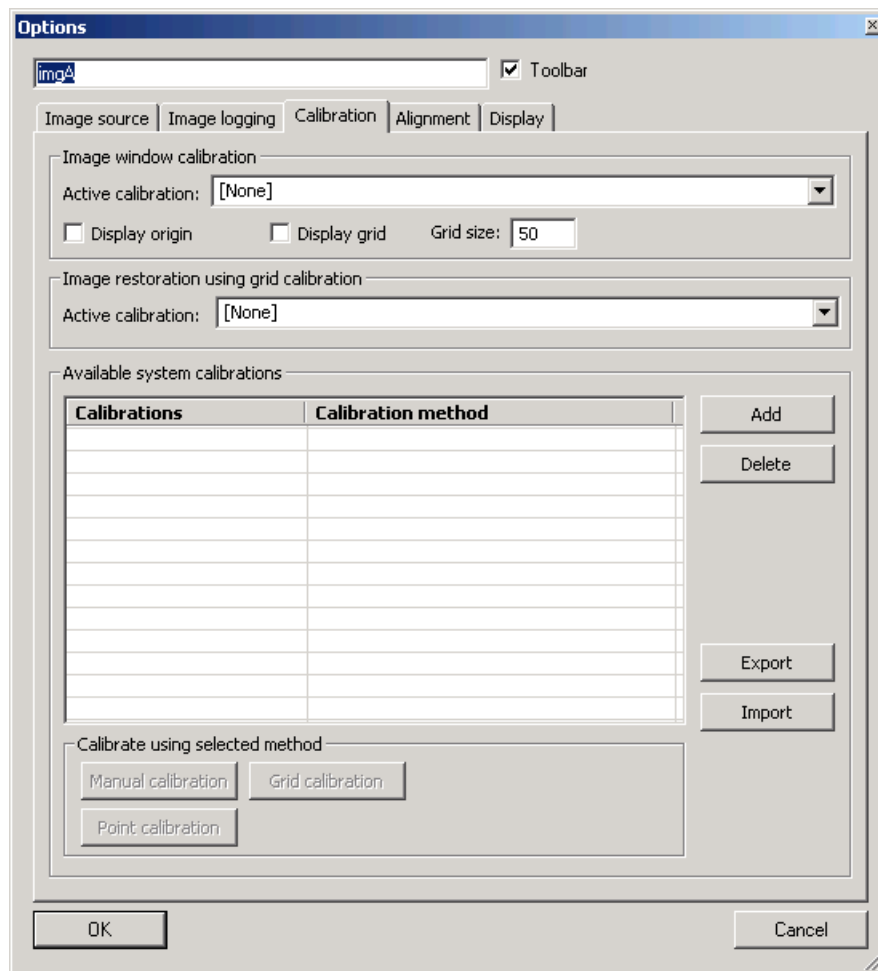 Options
imgA Toolbar
Image source Image logging Calibration Alignment Display
Image window calibration
Active calibration: [None]
Display origin Display grid Grid size: 50
Image restoration using grid calibration
Active calibration: [None]
Available system calibrations
Calibrations Calibration method
Add
Delete
Export
Import
Calibrate using selected method
Manual calibration Grid calibration
Point calibration
OK Cancel